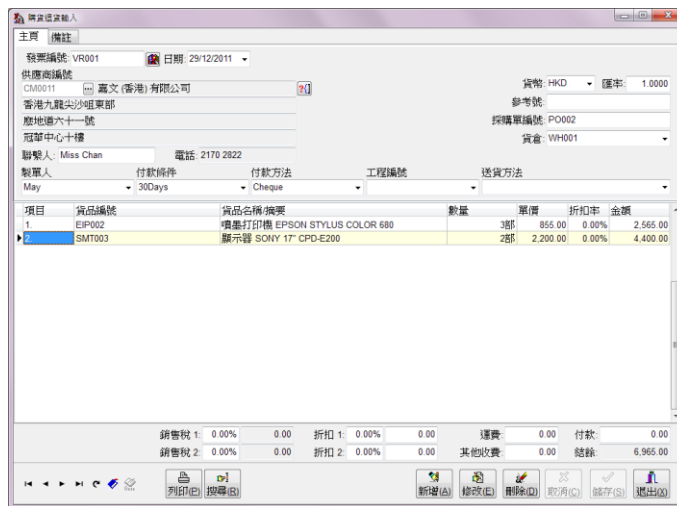 購貨退貨輸入
主頁 備註
發票編號: VR001 日期: 29/12/2011
供應商編號
CM0011 ... 嘉文 (香港) 有限公司 貨幣: HKD 匯率: 1.0000
香港九龍尖沙咀東部 參考號:
麼地道六十一號 採購單編號: PO002
冠華中心十樓 貨倉: WH001
聯繫人: Miss Chan 電話: 2170 2822
製單人 付款條件 付款方法 工程編號 送貨方法
May 30Days Cheque
項目 貨品編號 貨品名稱/摘要 數量 單價 折扣率 金額
1. EIP002 噴墨打印機 EPSON STYLUS COLOR 680 3部 855.00 0.00% 2,565.00
2. SMT003 顯示器 SONY 17" CPD-E200 2部 2,200.00 0.00% 4,400.00
銷售稅 1: 0.00% 0.00 折扣 1: 0.00% 0.00 運費: 0.00 付款: 0.00
銷售稅 2: 0.00% 0.00 折扣 2: 0.00% 0.00 其他收費: 0.00 結餘: 6,965.00
列印(P) 搜尋(R) 新增(A) 修改(E) 刪除(D) 取消(C) 儲存(S) 退出(X)